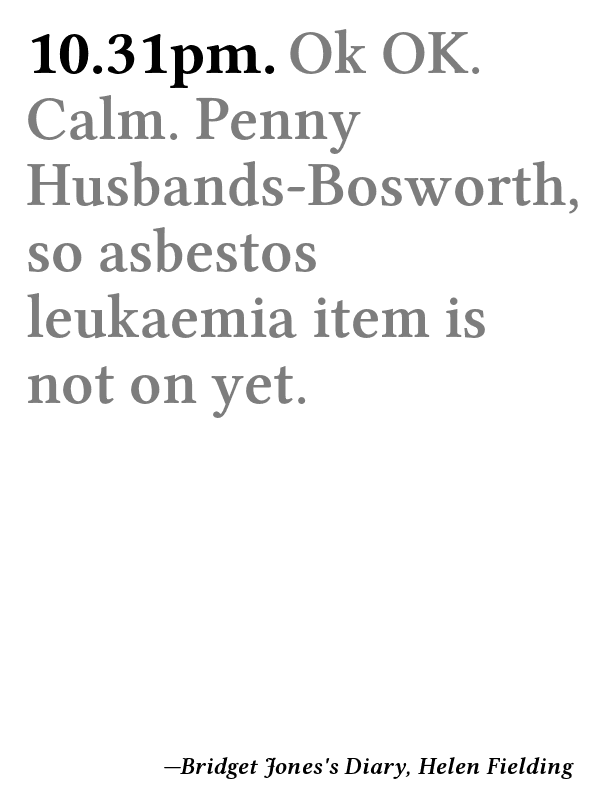 10.31pm. Ok OK.
Calm. Penny
Husbands-Bosworth,
so asbestos
leukaemia item is
not on yet.
—Bridget Jones's Diary, Helen Fielding